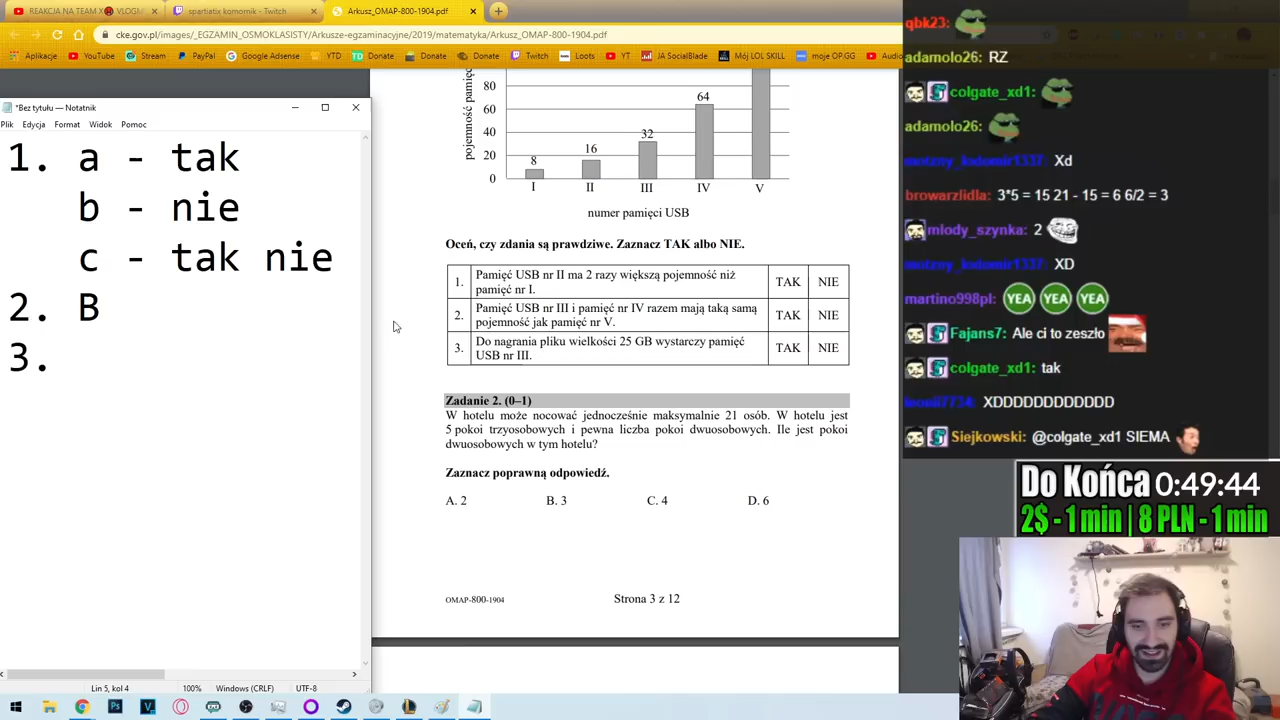 REAKCJA NA TEAM X
VLOGM
spartiatix komornik - Twitch
Arkusz_OMAP-800-1904.pdf
cke.gov.pl/images/_EGZAMIN_OSMOKLASISTY/Arkusze-egzaminacyjne/2019/matematyka/Arkusz_OMAP-800-1904.pdf
Aplikacje
YouTube
Stream
PayPal
Google Adsense
YTD
Donate
Donate
Donate
Twitch
Loots
YT
JA SocialBlade
Mój LOL SKILL
moje OP.GG
*Bez tytułu — Notatnik
Plik Edycja Format Widok Pomoc
1. a - tak
b - nie
c - tak nie
2. B
3.
Lin 5, kol 4
100%
Windows (CRLF)
UTF-8
80
60
40
20
0
8
16
32
64
I
II
III
IV
V
numer pamięci USB
Oceń, czy zdania są prawdziwe. Zaznacz TAK albo NIE.
1. Pamięć USB nr II ma 2 razy większą pojemność niż TAK NIE
pamięć nr I.
2. Pamięć USB nr III i pamięć nr IV razem mają taką samą TAK NIE
pojemność jak pamięć nr V.
3. Do nagrania pliku wielkości 25 GB wystarczy pamięć TAK NIE
USB nr III.
Zadanie 2. (0–1)
W hotelu może nocować jednocześnie maksymalnie 21 osób. W hotelu jest
5 pokoi trzyosobowych i pewna liczba pokoi dwuosobowych. Ile jest pokoi
dwuosobowych w tym hotelu?
Zaznacz poprawną odpowiedź.
A. 2
B. 3
C. 4
D. 6
OMAP-800-1904
Strona 3 z 12
qbk23:
adamolo26: RZ
colgate_xd1:
adamolo26:
Xd
browarzlidla: 3*5 = 15 21 - 15 = 6 6/2 = 3
mlody_szynka: 2
XD
martino998pl: YEA YEA YEA
Fajans7: Ale ci to zeszło
colgate_xd1: tak
XDDDDDDDDDDDD
Siejkowski: @colgate_xd1 SIEMA
Do Końca 0:49:44
2$ - 1 min | 8 PLN - 1 min